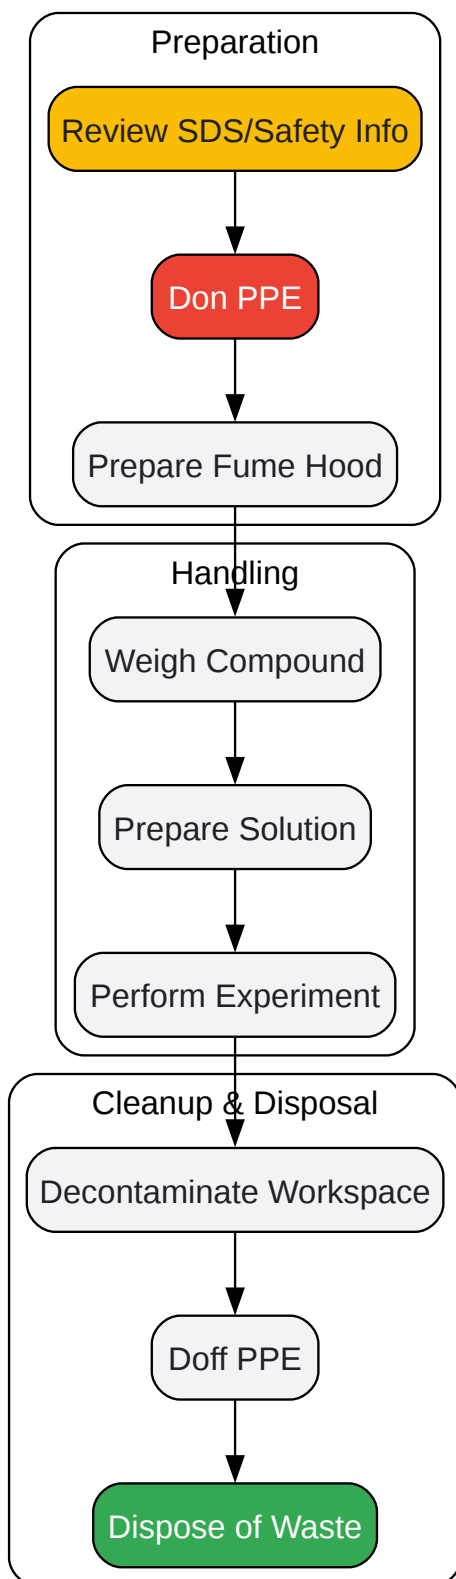 Preparation
Review SDS/Safety Info
Don PPE
Prepare Fume Hood
Handling
Weigh Compound
Prepare Solution
Perform Experiment
Cleanup & Disposal
Decontaminate Workspace
Doff PPE
Dispose of Waste